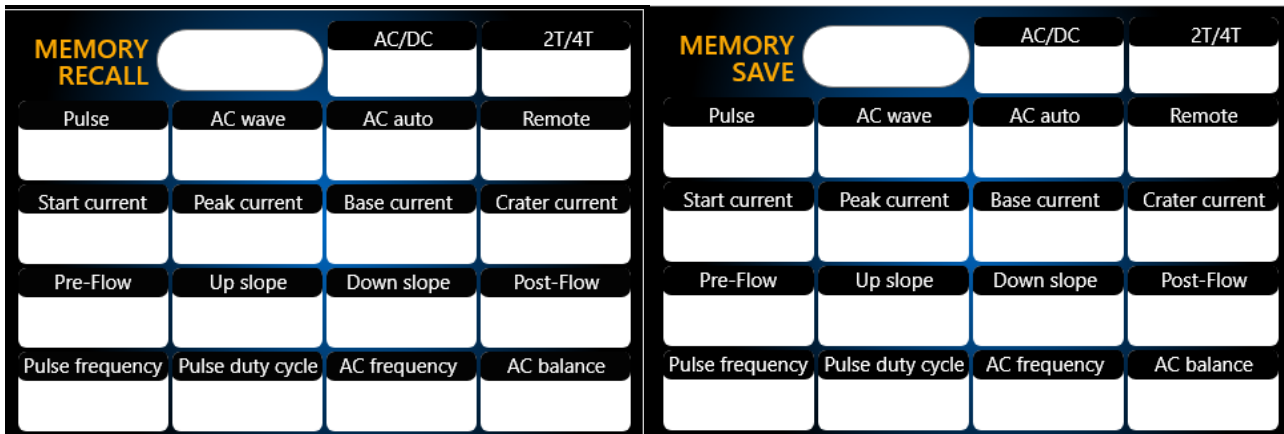 MEMORY RECALL
AC/DC 2T/4T
Pulse AC wave AC auto Remote
Start current Peak current Base current Crater current
Pre-Flow Up slope Down slope Post-Flow
Pulse frequency Pulse duty cycle AC frequency AC balance
MEMORY SAVE
AC/DC 2T/4T
Pulse AC wave AC auto Remote
Start current Peak current Base current Crater current
Pre-Flow Up slope Down slope Post-Flow
Pulse frequency Pulse duty cycle AC frequency AC balance